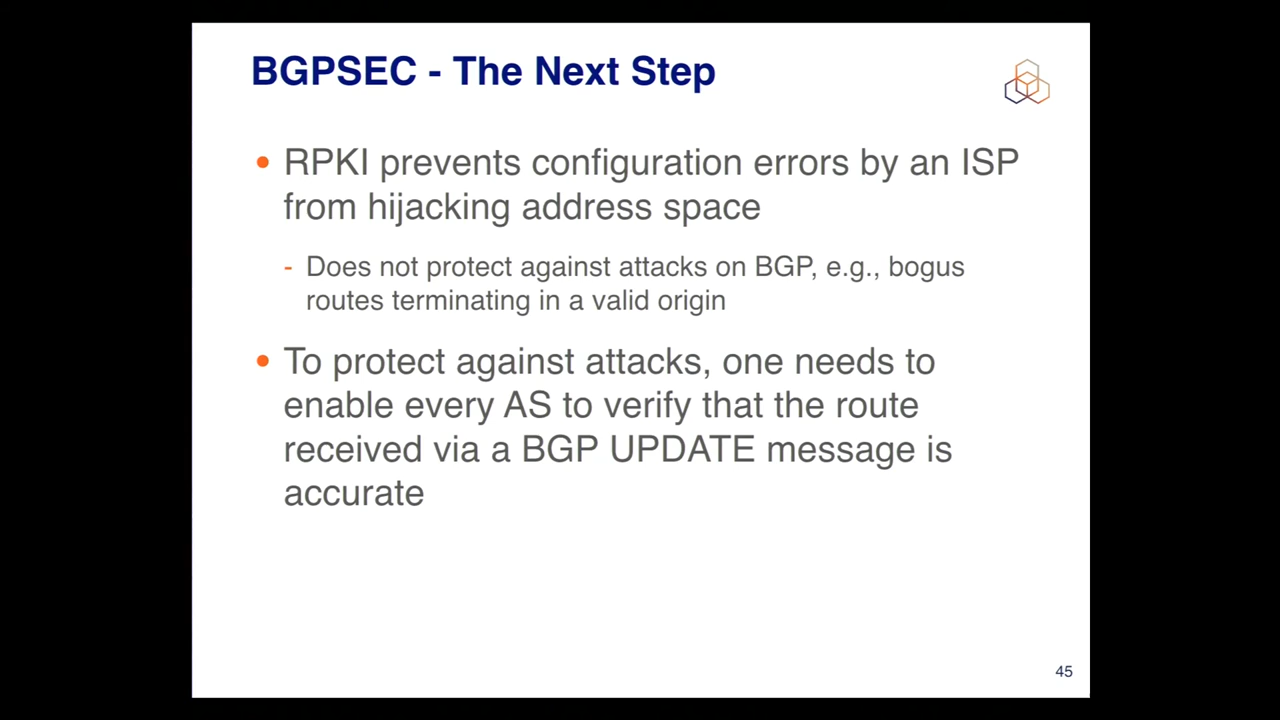 BGPSEC - The Next Step
• RPKI prevents configuration errors by an ISP
from hijacking address space
- Does not protect against attacks on BGP, e.g., bogus
routes terminating in a valid origin
• To protect against attacks, one needs to
enable every AS to verify that the route
received via a BGP UPDATE message is
accurate
45